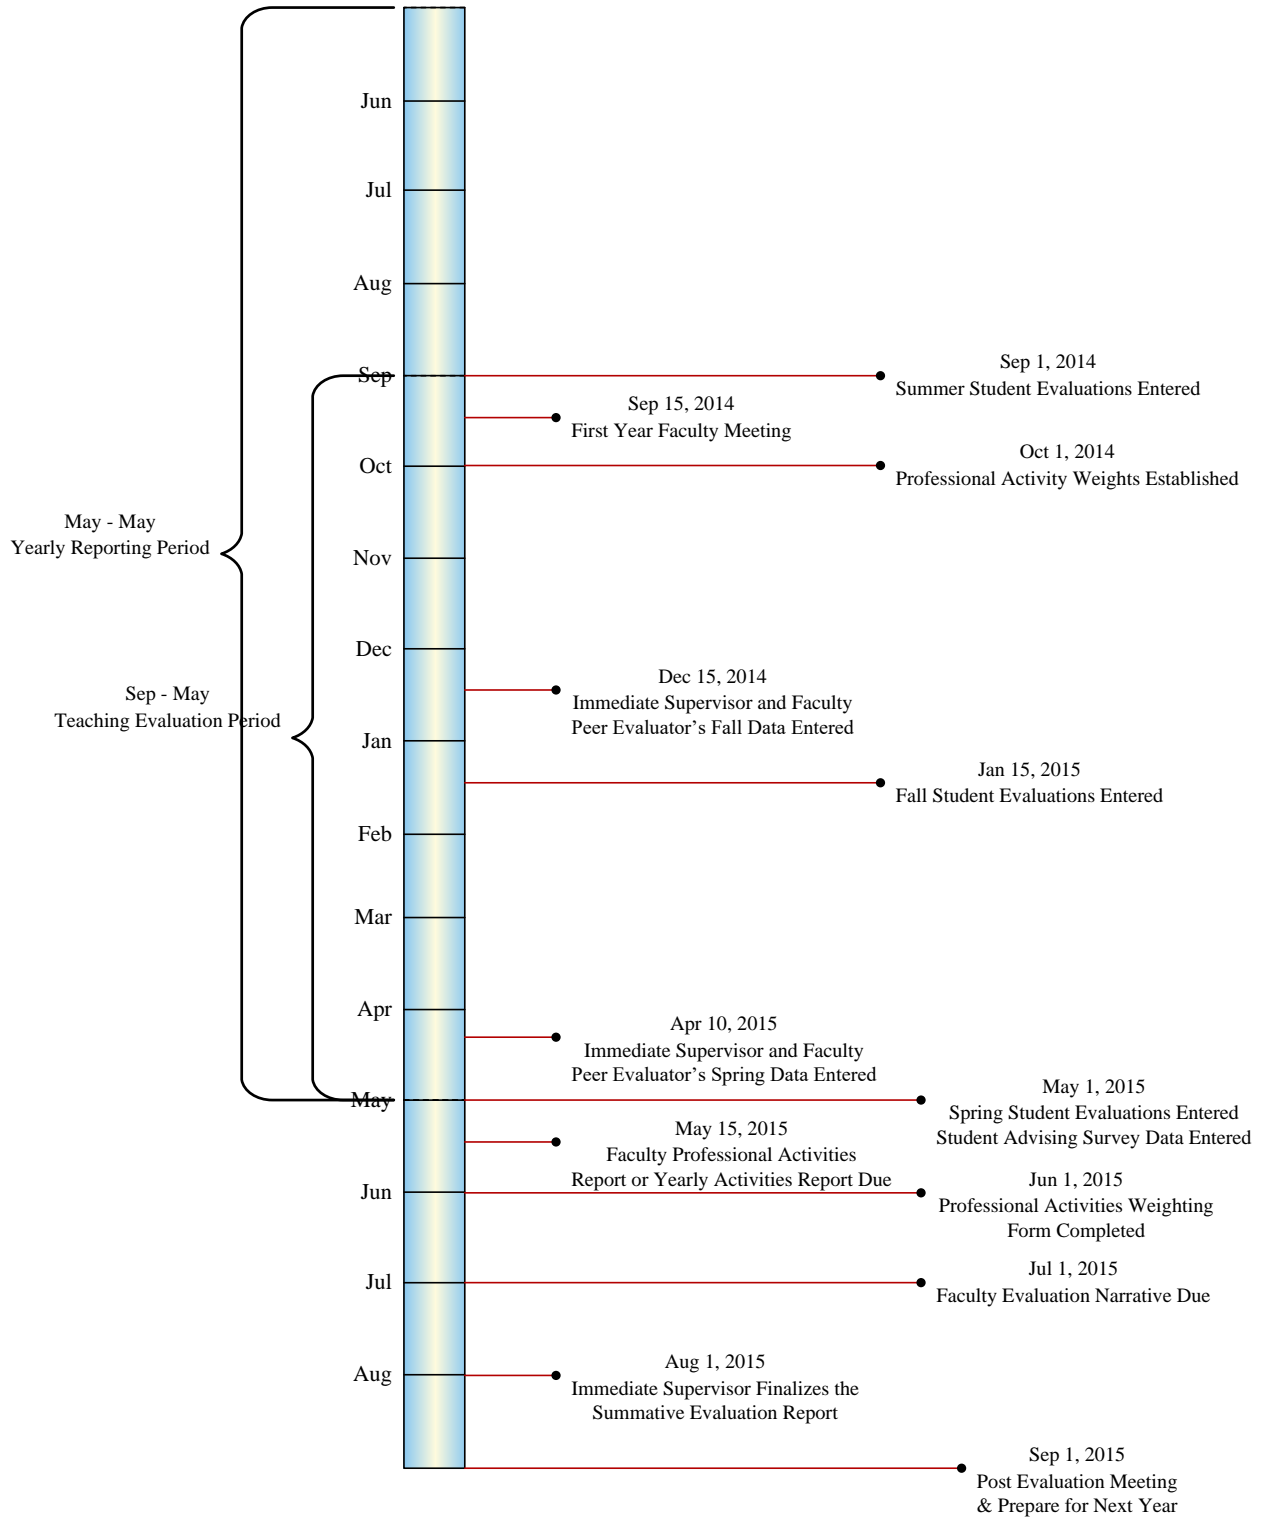 Jun
Jul
Aug
Sep
Sep 1, 2014
Summer Student Evaluations Entered
Sep 15, 2014
First Year Faculty Meeting
Oct
Oct 1, 2014
Professional Activity Weights Established
May - May
Yearly Reporting Period
Nov
Dec
Dec 15, 2014
Immediate Supervisor and Faculty
Peer Evaluator’s Fall Data Entered
Sep - May
Teaching Evaluation Period
Jan
Jan 15, 2015
Fall Student Evaluations Entered
Feb
Mar
Apr
Apr 10, 2015
Immediate Supervisor and Faculty
Peer Evaluator’s Spring Data Entered
May
May 1, 2015
Spring Student Evaluations Entered
Student Advising Survey Data Entered
May 15, 2015
Faculty Professional Activities
Report or Yearly Activities Report Due
Jun
Jun 1, 2015
Professional Activities Weighting
Form Completed
Jul
Jul 1, 2015
Faculty Evaluation Narrative Due
Aug
Aug 1, 2015
Immediate Supervisor Finalizes the
Summative Evaluation Report
Sep 1, 2015
Post Evaluation Meeting
& Prepare for Next Year